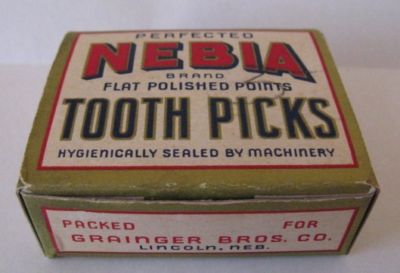 PERFECTED
NEBIA
BRAND
FLAT POLISHED POINTS
TOOTH PICKS
HYGIENICALLY SEALED BY MACHINERY
PACKED FOR
GRAINGER BROS. CO.
LINCOLN, NEB.